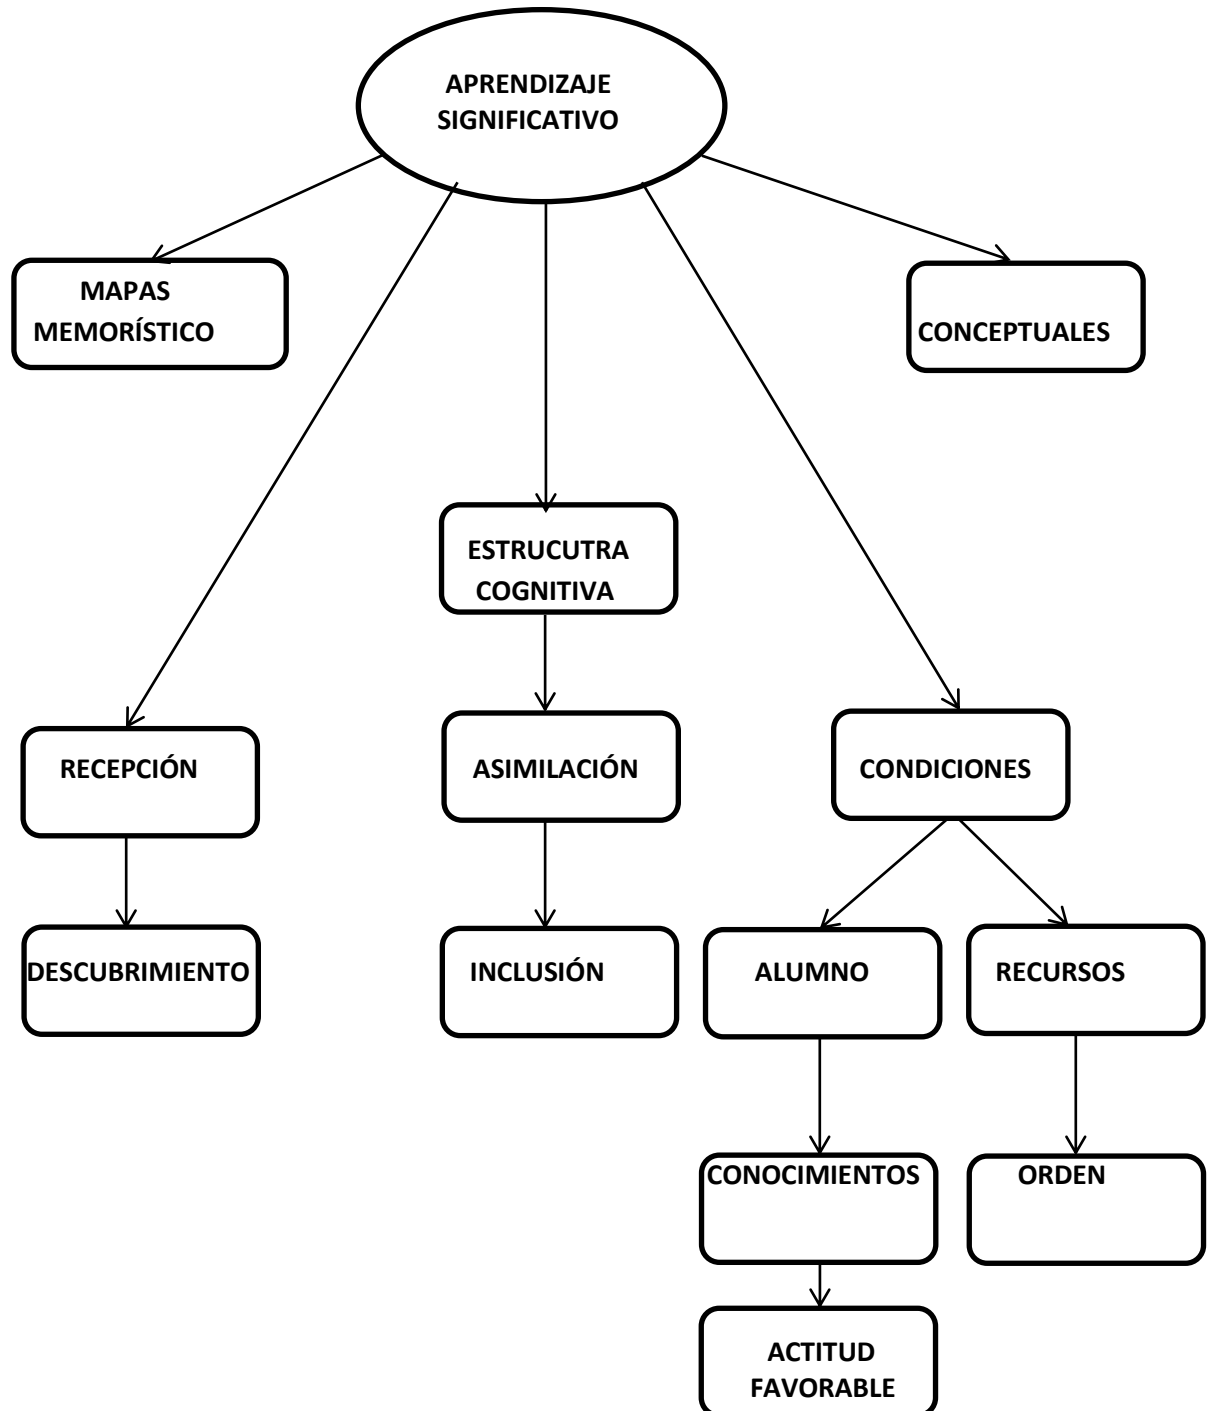 APRENDIZAJE
SIGNIFICATIVO
MAPAS
MEMORÍSTICO
CONCEPTUALES
ESTRUCUTRA
COGNITIVA
RECEPCIÓN
ASIMILACIÓN
CONDICIONES
DESCUBRIMIENTO
INCLUSIÓN
ALUMNO
RECURSOS
CONOCIMIENTOS
ORDEN
ACTITUD
FAVORABLE